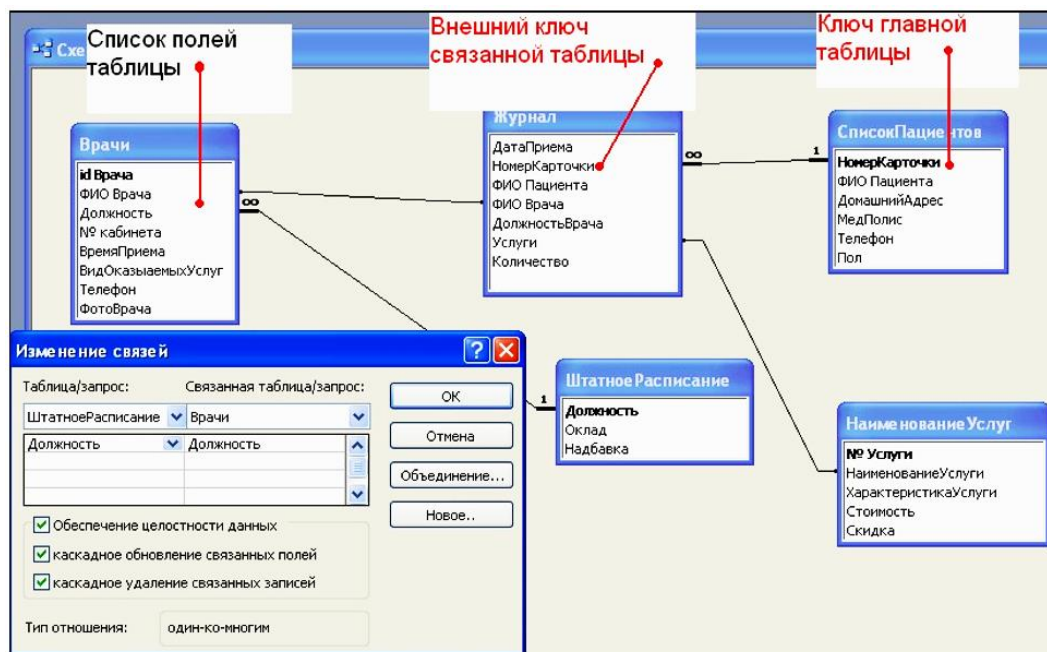 Список полей
таблицы
Внешний ключ
связанной таблицы
Ключ главной
таблицы
Схе
Врачи
id Врача
ФИО Врача
Должность
№ кабинета
ВремяПриема
ВидОказыаемыхУслуг
Телефон
ФотоВрача
Журнал
ДатаПриема
НомерКарточки
ФИО Пациента
ФИО Врача
ДолжностьВрача
Услуги
Количество
СписокПациентов
НомерКарточки
ФИО Пациента
ДомашнийАдрес
МедПолис
Телефон
Пол
∞
1
∞
1
ШтатноеРасписание
Должность
Оклад
Надбавка
НаименованиеУслуг
№ Услуги
НаименованиеУслуги
ХарактеристикаУслуги
Стоимость
Скидка
Изменение связей
Таблица/запрос: Связанная таблица/запрос:
ШтатноеРасписание Врачи
Должность Должность
ОК
Отмена
Объединение...
Новое..
Обеспечение целостности данных
каскадное обновление связанных полей
каскадное удаление связанных записей
Тип отношения: один-ко-многим